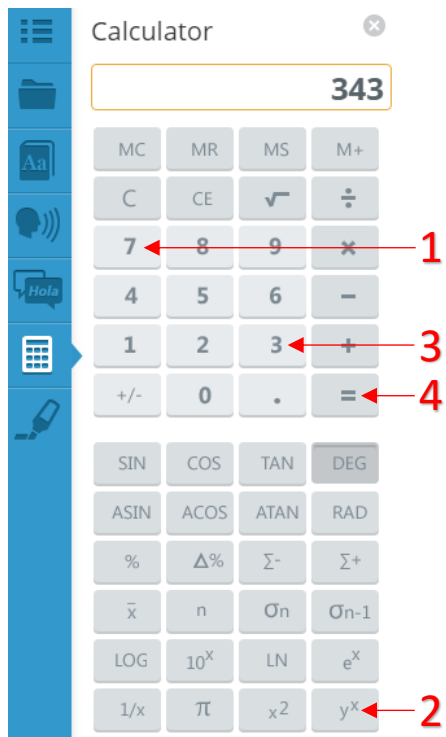 Calculator
343
MC MR MS M+
C CE √ ÷
7 8 9 × 1
4 5 6 −
1 2 3 + 3
+/- 0 . = 4
SIN COS TAN DEG
ASIN ACOS ATAN RAD
% Δ% Σ- Σ+
x̄ n σn σn-1
LOG 10ˣ LN eˣ
1/x π x² yˣ 2
Aa
Hola